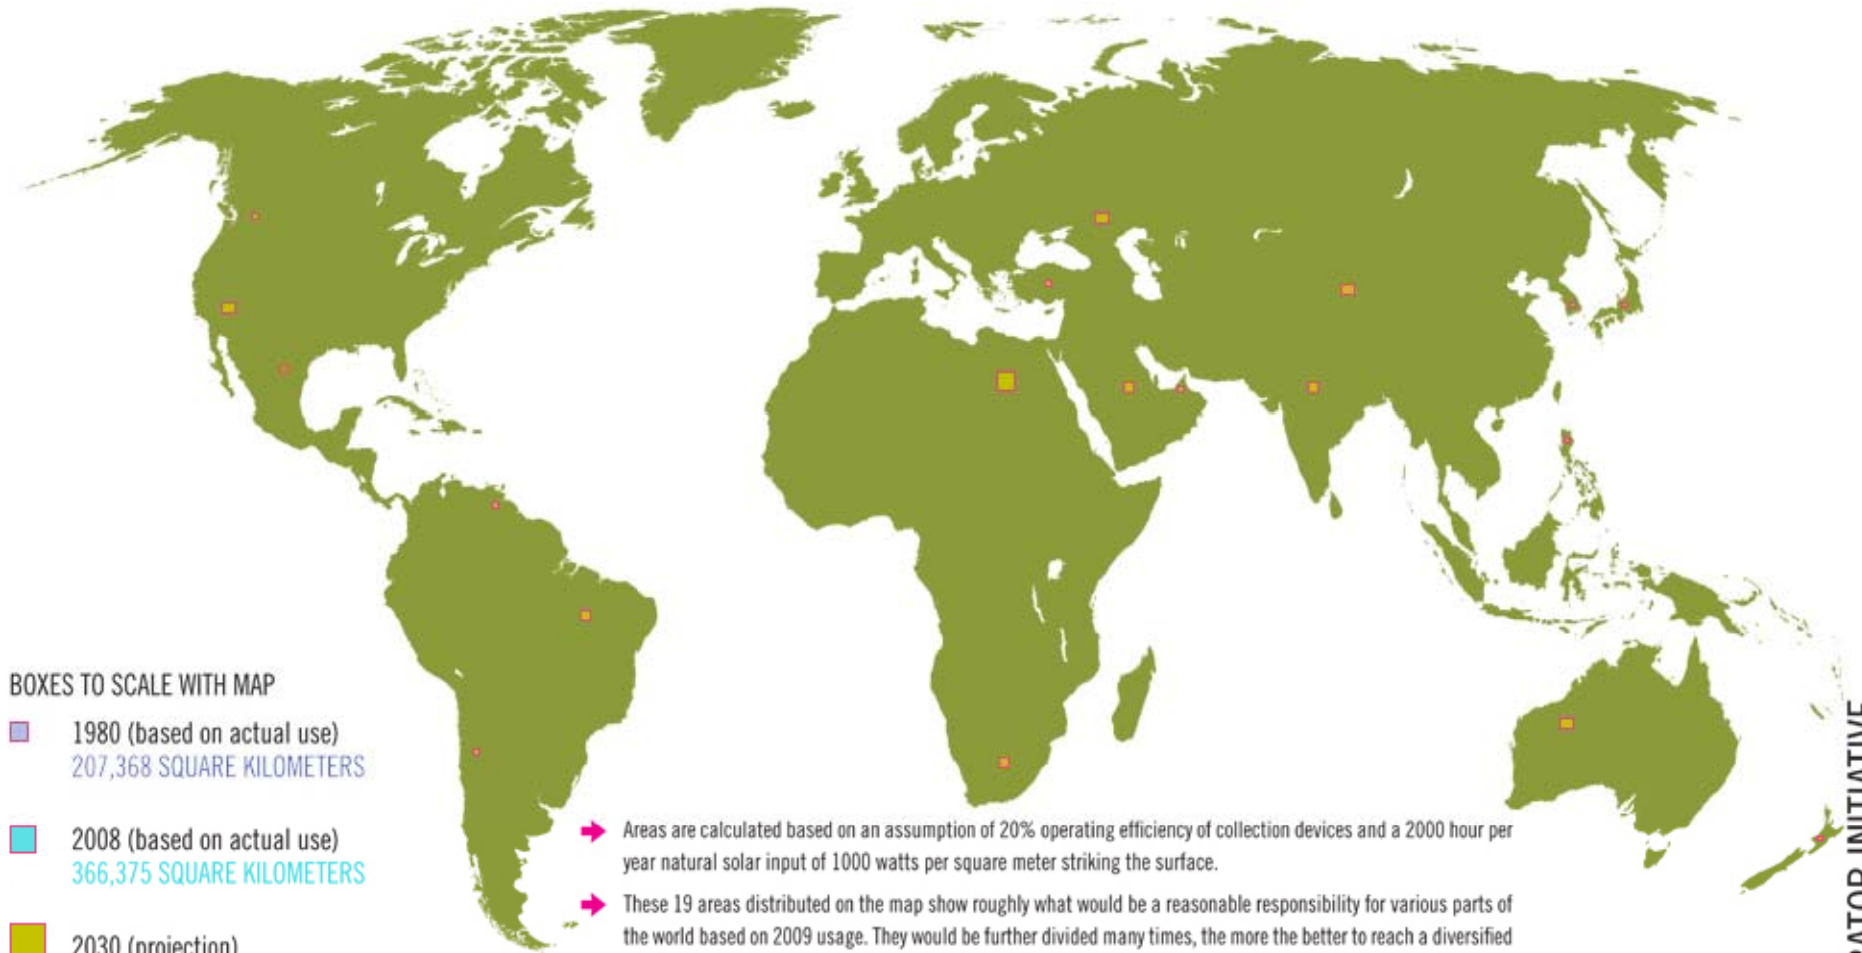 BOXES TO SCALE WITH MAP
1980 (based on actual use)
207,368 SQUARE KILOMETERS
2008 (based on actual use)
366,375 SQUARE KILOMETERS
2030 (projection)
Areas are calculated based on an assumption of 20% operating efficiency of collection devices and a 2000 hour per
year natural solar input of 1000 watts per square meter striking the surface.
These 19 areas distributed on the map show roughly what would be a reasonable responsibility for various parts of
the world based on 2009 usage. They would be further divided many times, the more the better to reach a diversified
INITIATIVE